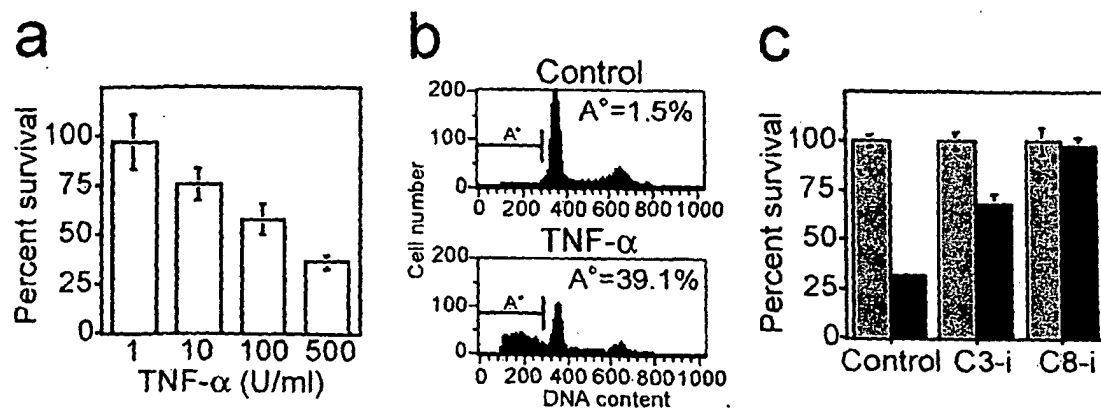 a
Percent survival
100
75
50
25
0
1 10 100 500
TNF-α (U/ml)
b
Control
Cell number
200
100
0
A°=1.5%
A°
0 200 400 600 800 1000
TNF-α
200
100
0
A°=39.1%
A°
0 200 400 600 800 1000
DNA content
c
Percent survival
100
75
50
25
0
Control C3-i C8-i